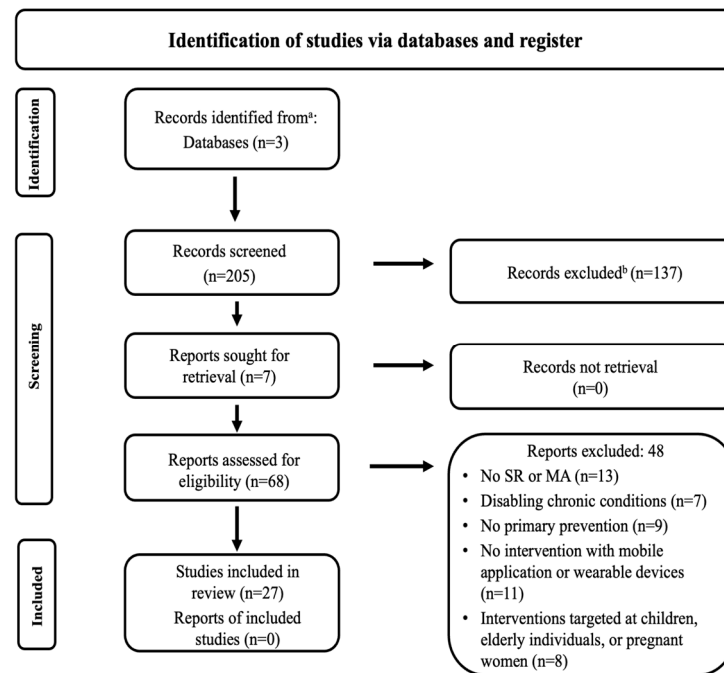 Identification of studies via databases and register
Identification
Records identified fromᵃ:
Databases (n=3)
Screening
Records screened
(n=205)
Records excludedᵇ (n=137)
Reports sought for
retrieval (n=7)
Records not retrieval
(n=0)
Reports assessed for
eligibility (n=68)
Reports excluded: 48
• No SR or MA (n=13)
• Disabling chronic conditions (n=7)
• No primary prevention (n=9)
• No intervention with mobile
application or wearable devices
(n=11)
• Interventions targeted at children,
elderly individuals, or pregnant
women (n=8)
Included
Studies included in
review (n=27)
Reports of included
studies (n=0)